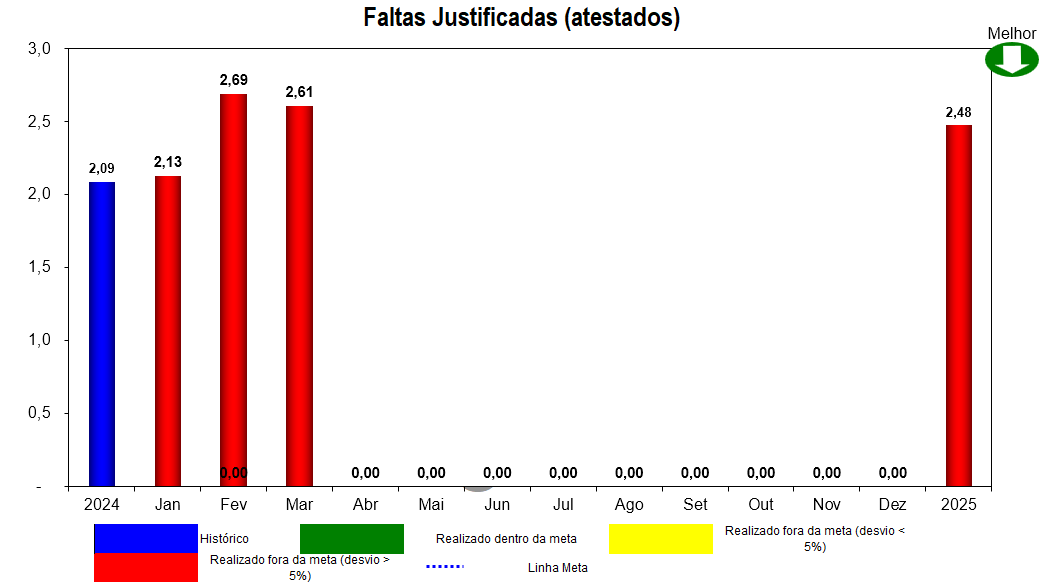 Faltas Justificadas (atestados)
Melhor
3,0
2,5
2,0
1,5
1,0
0,5
-
2,09
2,13
2,69
2,61
2,48
0,00
0,00
0,00
0,00
0,00
0,00
0,00
0,00
0,00
0,00
2024
Jan
Fev
Mar
Abr
Mai
Jun
Jul
Ago
Set
Out
Nov
Dez
2025
Histórico
Realizado dentro da meta
Realizado fora da meta (desvio <
5%)
Realizado fora da meta (desvio >
5%)
Linha Meta